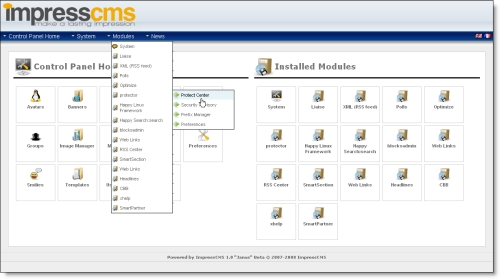 impresscms
make a lasting impression
Control Panel Home
System
Modules
News
System
Liaise
XML (RSS feed)
Polls
Optimize
protector
Happy Linux Framework
Happy Search:search
blocksadmin
Web Links
RSS Center
SmartSection
Web Links
Headlines
CBB
xhelp
SmartPartner
Protect Center
Prefix Manager
Preferences
Control Panel Ho
Avatars
Banners
Groups
Image Manager
Preferences
Smilies
Templates
Installed Modules
System
Liaise
XML (RSS feed)
Polls
Optimize
protector
Happy Linux
Framework
Happy
Search:search
blocksadmin
Web Links
RSS Center
SmartSection
Web Links
Headlines
CBB
xhelp
SmartPartner
Powered by ImpressCMS 1.0 "Janus" Beta © 2007-2008 ImpressCMS